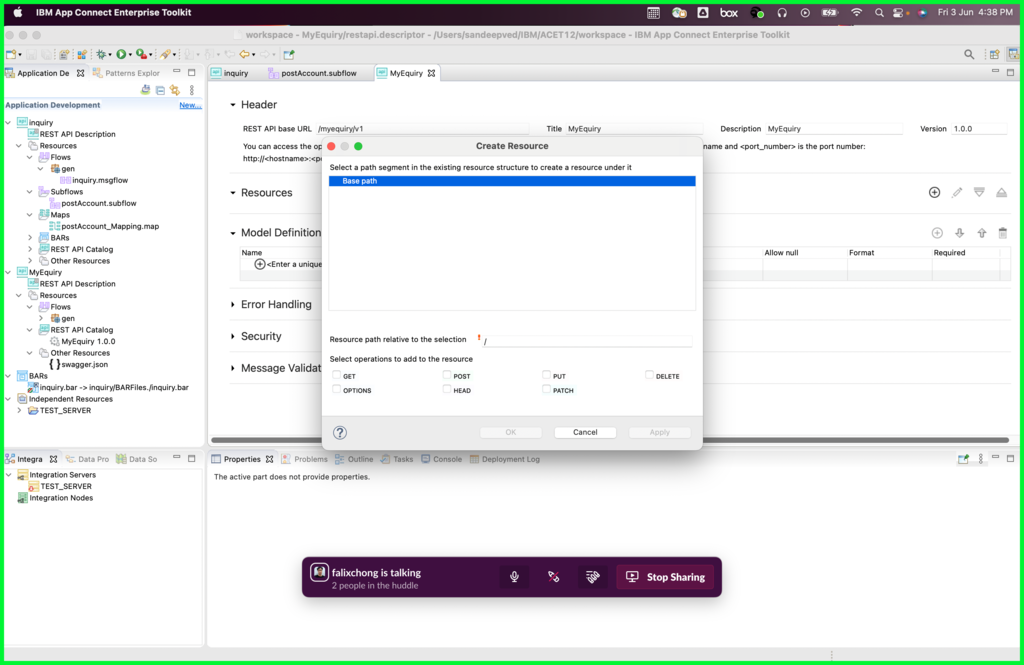 IBM App Connect Enterprise Toolkit
box
Fri 3 Jun 4:38 PM
workspace - MyEquiry/restapi.descriptor - /Users/sandeepved/IBM/ACET12/workspace - IBM App Connect Enterprise Toolkit
Application De
Patterns Explor
Application Development
New...
inquiry
REST API Description
Resources
Flows
gen
inquiry.msgflow
Subflows
postAccount.subflow
Maps
postAccount_Mapping.map
BARs
REST API Catalog
Other Resources
MyEquiry
REST API Description
Resources
Flows
gen
REST API Catalog
MyEquiry 1.0.0
Other Resources
{ } swagger.json
BARs
inquiry.bar -> inquiry/BARFiles./inquiry.bar
Independent Resources
TEST_SERVER
inquiry
postAccount.subflow
MyEquiry
Header
REST API base URL /myequiry/v1
Title MyEquiry
Description MyEquiry
Version 1.0.0
You can access the op
name and <port_number> is the port number:
http://<hostname>:<po
Resources
Model Definition
Name
Allow null
Format
Required
<Enter a unique
Error Handling
Security
Message Validat
Create Resource
Select a path segment in the existing resource structure to create a resource under it
Base path
Resource path relative to the selection
/
Select operations to add to the resource
GET
POST
PUT
DELETE
OPTIONS
HEAD
PATCH
?
OK
Cancel
Apply
Integra
Data Pro
Data So
Integration Servers
TEST_SERVER
Integration Nodes
Properties
Problems
Outline
Tasks
Console
Deployment Log
The active part does not provide properties.
falixchong is talking
2 people in the huddle
Stop Sharing